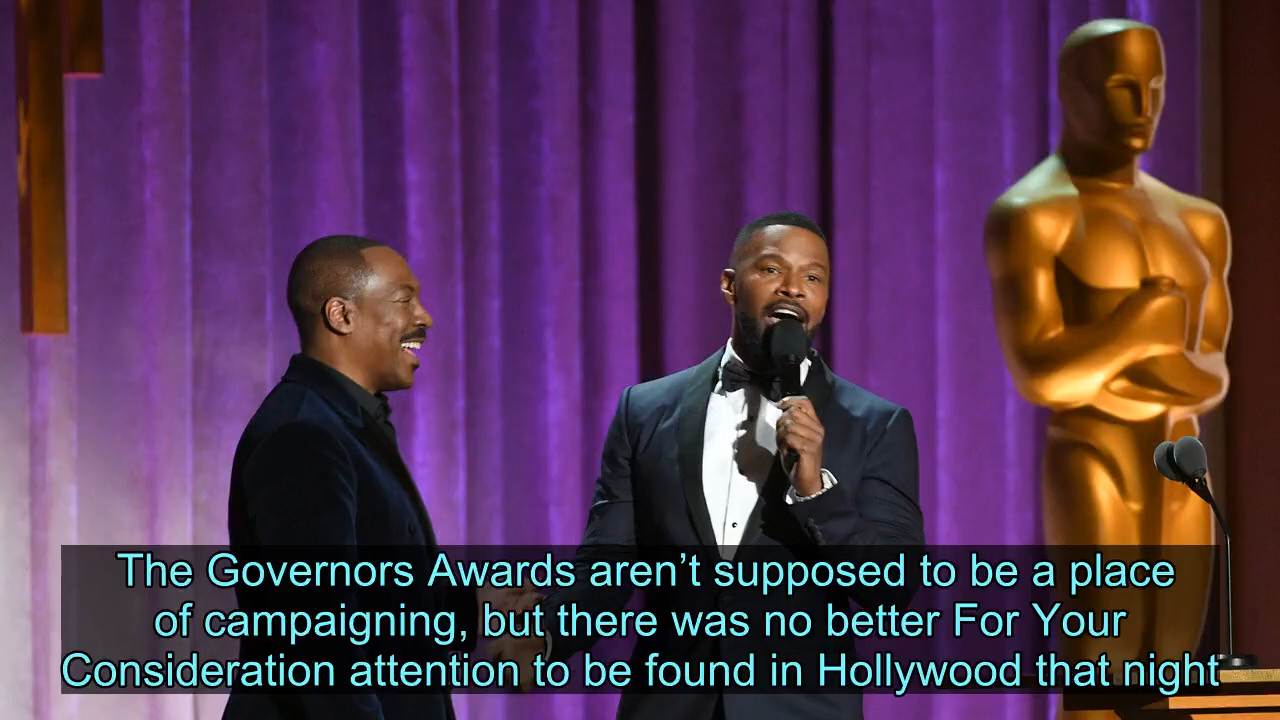 The Governors Awards aren’t supposed to be a place
of campaigning, but there was no better For Your
Consideration attention to be found in Hollywood that night